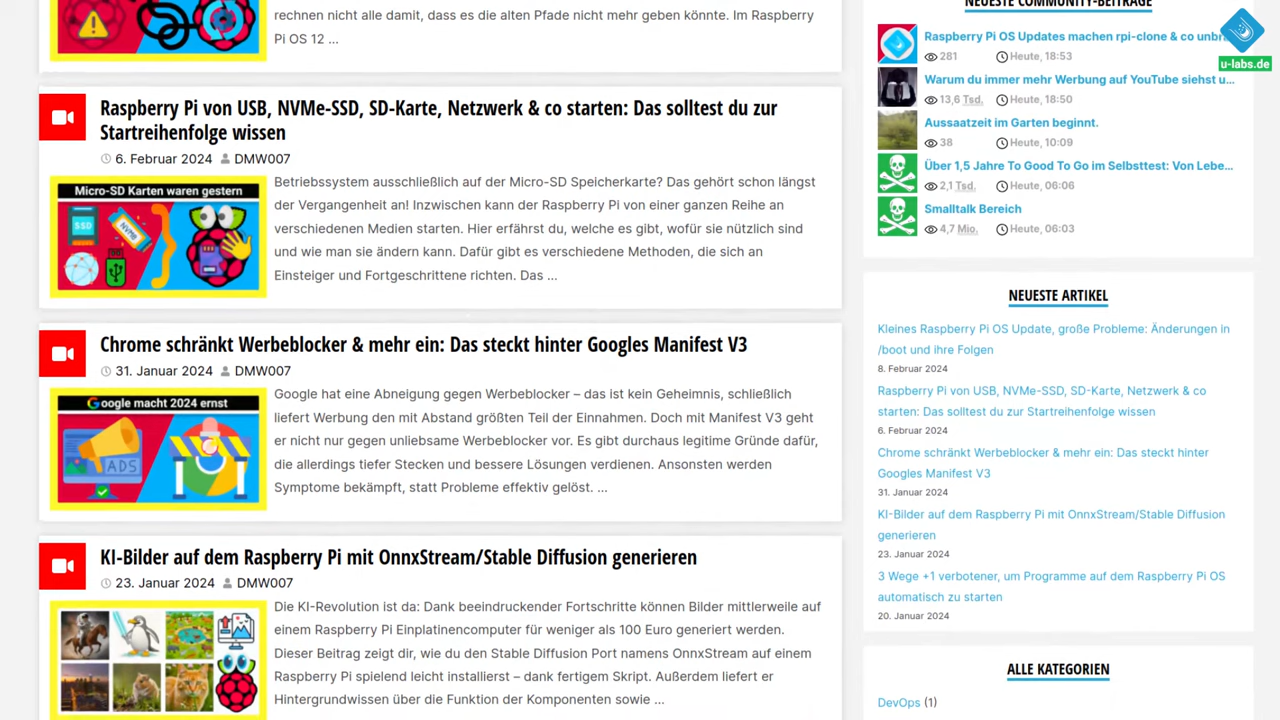 rechnen nicht alle damit, dass es die alten Pfade nicht mehr geben könnte. Im Raspberry
Pi OS 12 ...
Raspberry Pi von USB, NVMe-SSD, SD-Karte, Netzwerk & co starten: Das solltest du zur
Startreihenfolge wissen
6. Februar 2024 DMW007
Micro-SD Karten waren gestern
SSD
NVMe
Betriebssystem ausschließlich auf der Micro-SD Speicherkarte? Das gehört schon längst
der Vergangenheit an! Inzwischen kann der Raspberry Pi von einer ganzen Reihe an
verschiedenen Medien starten. Hier erfährst du, welche es gibt, wofür sie nützlich sind
und wie man sie ändern kann. Dafür gibt es verschiedene Methoden, die sich an
Einsteiger und Fortgeschrittene richten. Das ...
Chrome schränkt Werbeblocker & mehr ein: Das steckt hinter Googles Manifest V3
31. Januar 2024 DMW007
Google macht 2024 ernst
ADS
Google hat eine Abneigung gegen Werbeblocker – das ist kein Geheimnis, schließlich
liefert Werbung den mit Abstand größten Teil der Einnahmen. Doch mit Manifest V3 geht
er nicht nur gegen unliebsame Werbeblocker vor. Es gibt durchaus legitime Gründe dafür,
die allerdings tiefer Stecken und bessere Lösungen verdienen. Ansonsten werden
Symptome bekämpft, statt Probleme effektiv gelöst. ...
KI-Bilder auf dem Raspberry Pi mit OnnxStream/Stable Diffusion generieren
23. Januar 2024 DMW007
Die KI-Revolution ist da: Dank beeindruckender Fortschritte können Bilder mittlerweile auf
einem Raspberry Pi Einplatinencomputer für weniger als 100 Euro generiert werden.
Dieser Beitrag zeigt dir, wie du den Stable Diffusion Port namens OnnxStream auf einem
Raspberry Pi spielend leicht installierst – dank fertigem Skript. Außerdem liefert er
Hintergrundwissen über die Funktion der Komponenten sowie ...
NEUESTE COMMUNITY-BEITRÄGE
u-labs.de
Raspberry Pi OS Updates machen rpi-clone & co unbr
281 Heute, 18:53
Warum du immer mehr Werbung auf YouTube siehst u...
13,6 Tsd. Heute, 18:50
Aussaatzeit im Garten beginnt.
38 Heute, 10:09
Über 1,5 Jahre To Good To Go im Selbsttest: Von Lebe...
2,1 Tsd. Heute, 06:06
Smalltalk Bereich
4,7 Mio. Heute, 06:03
NEUESTE ARTIKEL
Kleines Raspberry Pi OS Update, große Probleme: Änderungen in
/boot und ihre Folgen
8. Februar 2024
Raspberry Pi von USB, NVMe-SSD, SD-Karte, Netzwerk & co
starten: Das solltest du zur Startreihenfolge wissen
6. Februar 2024
Chrome schränkt Werbeblocker & mehr ein: Das steckt hinter
Googles Manifest V3
31. Januar 2024
KI-Bilder auf dem Raspberry Pi mit OnnxStream/Stable Diffusion
generieren
23. Januar 2024
3 Wege +1 verbotener, um Programme auf dem Raspberry Pi OS
automatisch zu starten
20. Januar 2024
ALLE KATEGORIEN
DevOps (1)